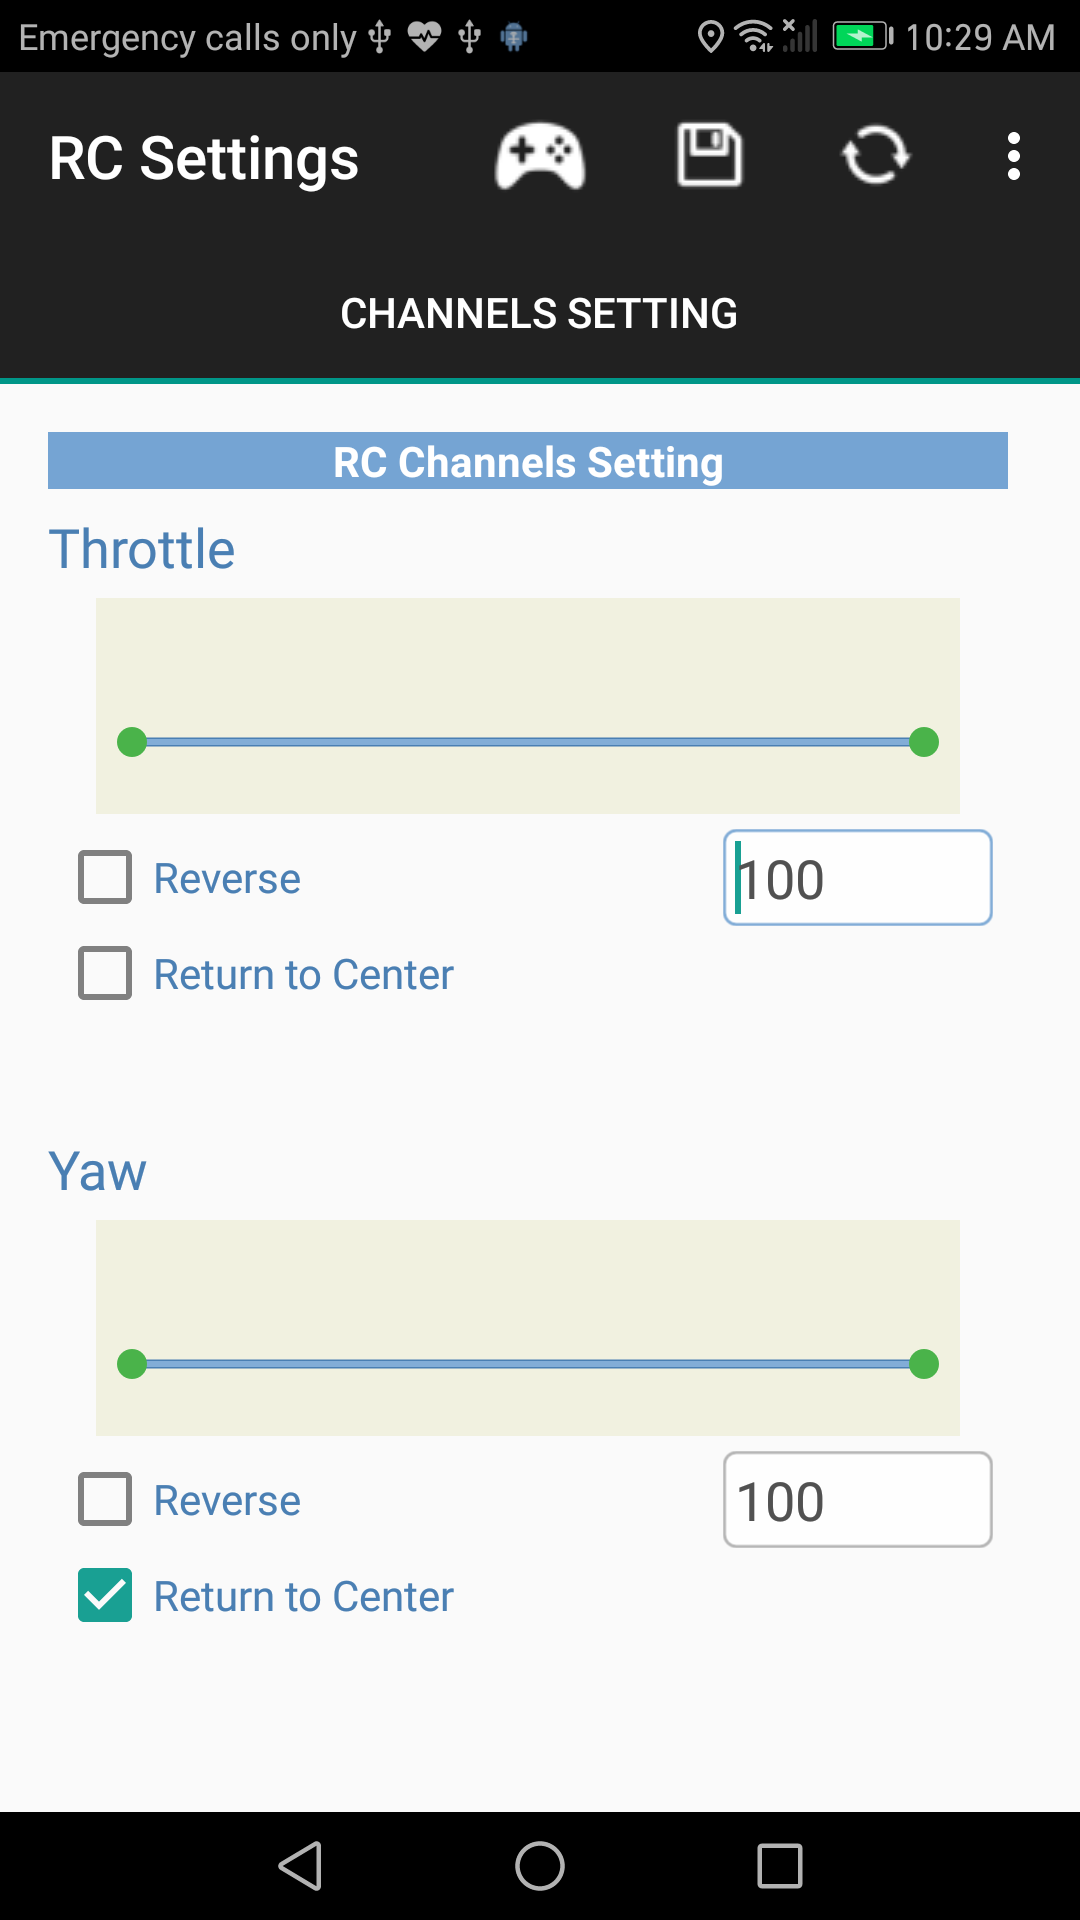 Emergency calls only 10:29 AM
RC Settings
CHANNELS SETTING
RC Channels Setting
Throttle
Reverse 100
Return to Center
Yaw
Reverse 100
Return to Center